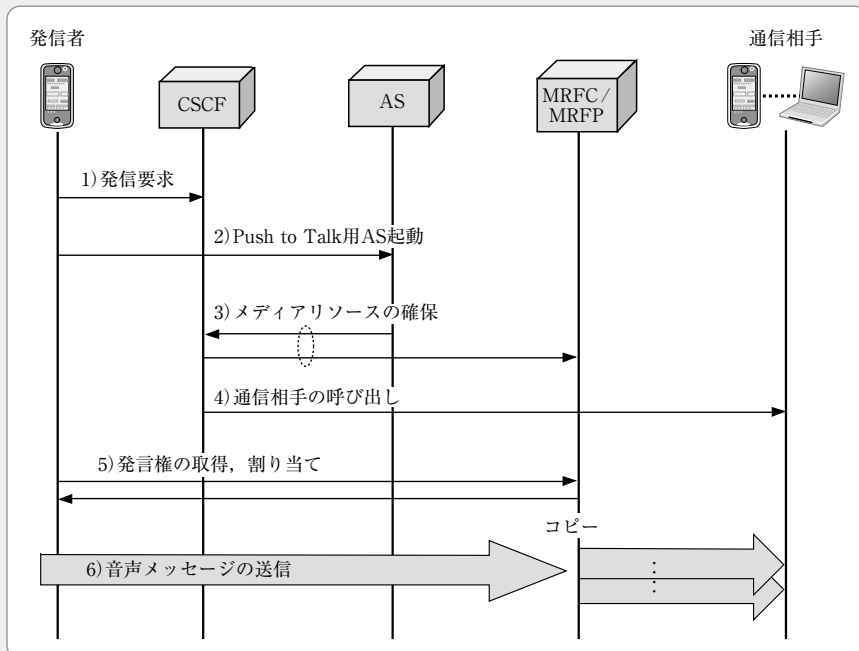 発信者
通信相手
CSCF
AS
MRFC/
MRFP
1)発信要求
2)Push to Talk用AS起動
3)メディアリソースの確保
4)通信相手の呼び出し
5)発言権の取得，割り当て
コピー
6)音声メッセージの送信